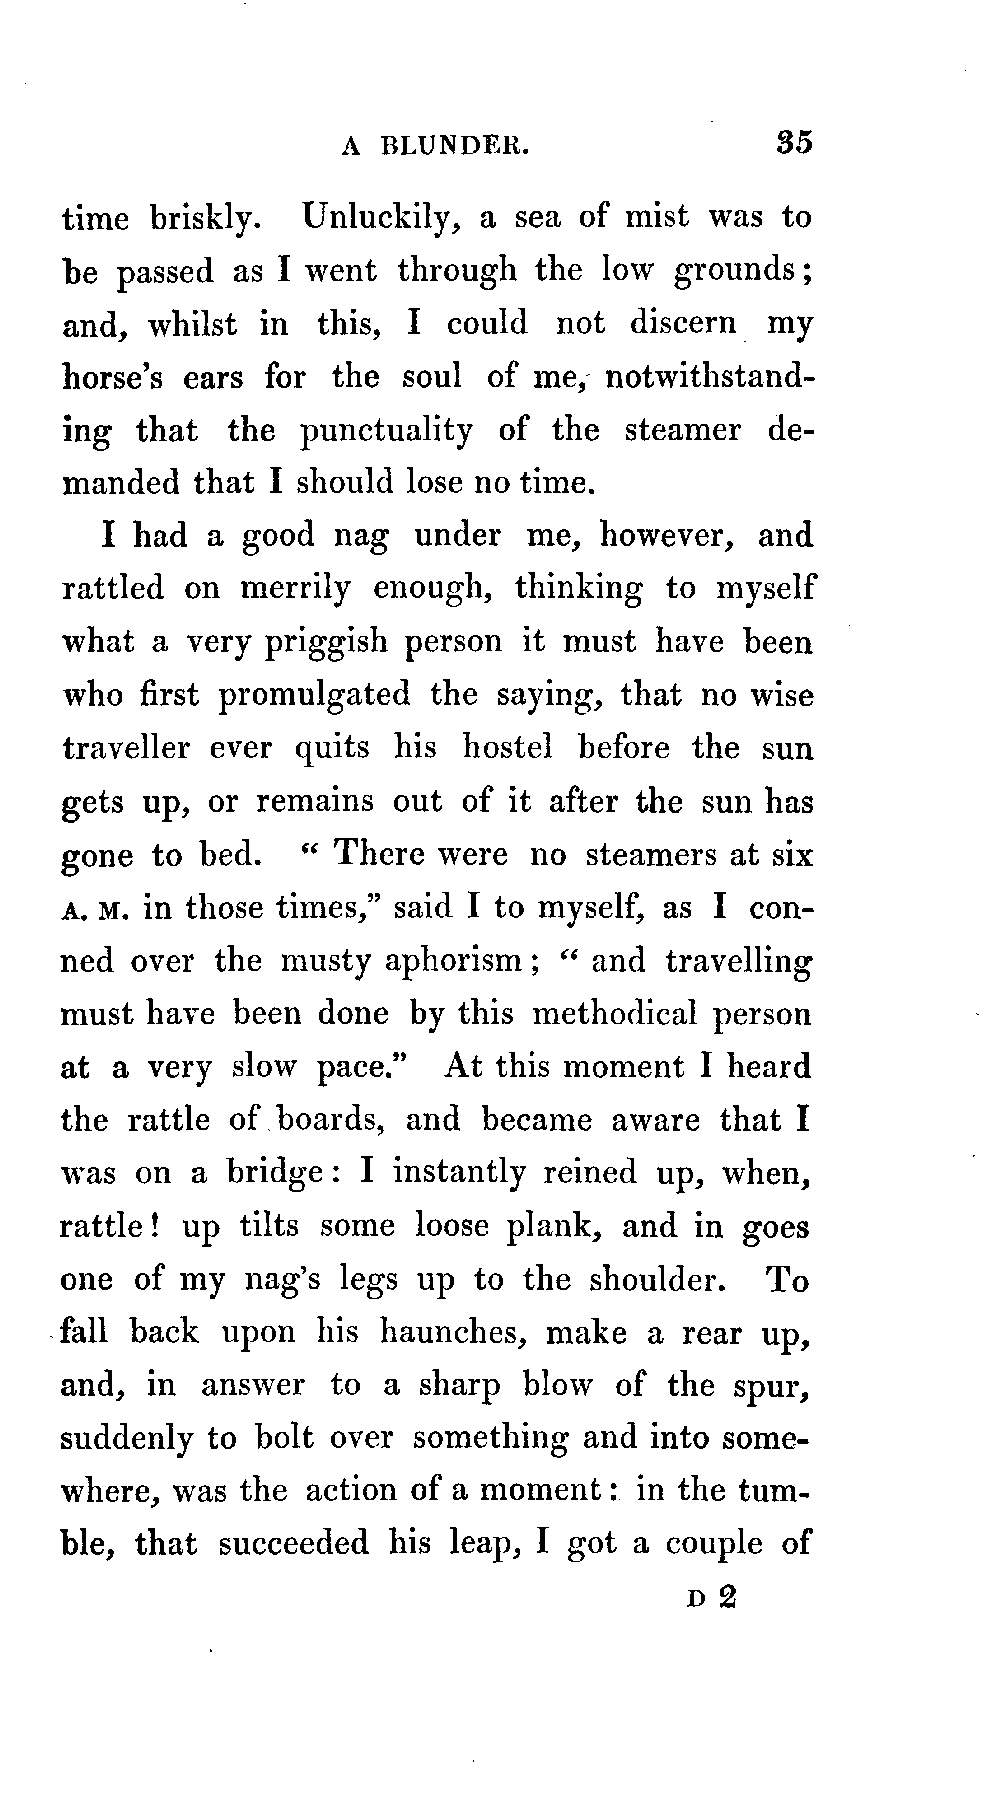 A BLUNDER. 35
time briskly. Unluckily, a sea of mist was to
be passed as I went through the low grounds;
and, whilst in this, I could not discern my
horse's ears for the soul of me, notwithstand-
ing that the punctuality of the steamer de-
manded that I should lose no time.
I had a good nag under me, however, and
rattled on merrily enough, thinking to myself
what a very priggish person it must have been
who first promulgated the saying, that no wise
traveller ever quits his hostel before the sun
gets up, or remains out of it after the sun has
gone to bed. “ There were no steamers at six
A. M. in those times,” said I to myself, as I con-
ned over the musty aphorism; “ and travelling
must have been done by this methodical person
at a very slow pace.” At this moment I heard
the rattle of boards, and became aware that I
was on a bridge: I instantly reined up, when,
rattle! up tilts some loose plank, and in goes
one of my nag's legs up to the shoulder. To
fall back upon his haunches, make a rear up,
and, in answer to a sharp blow of the spur,
suddenly to bolt over something and into some-
where, was the action of a moment: in the tum-
ble, that succeeded his leap, I got a couple of
D 2